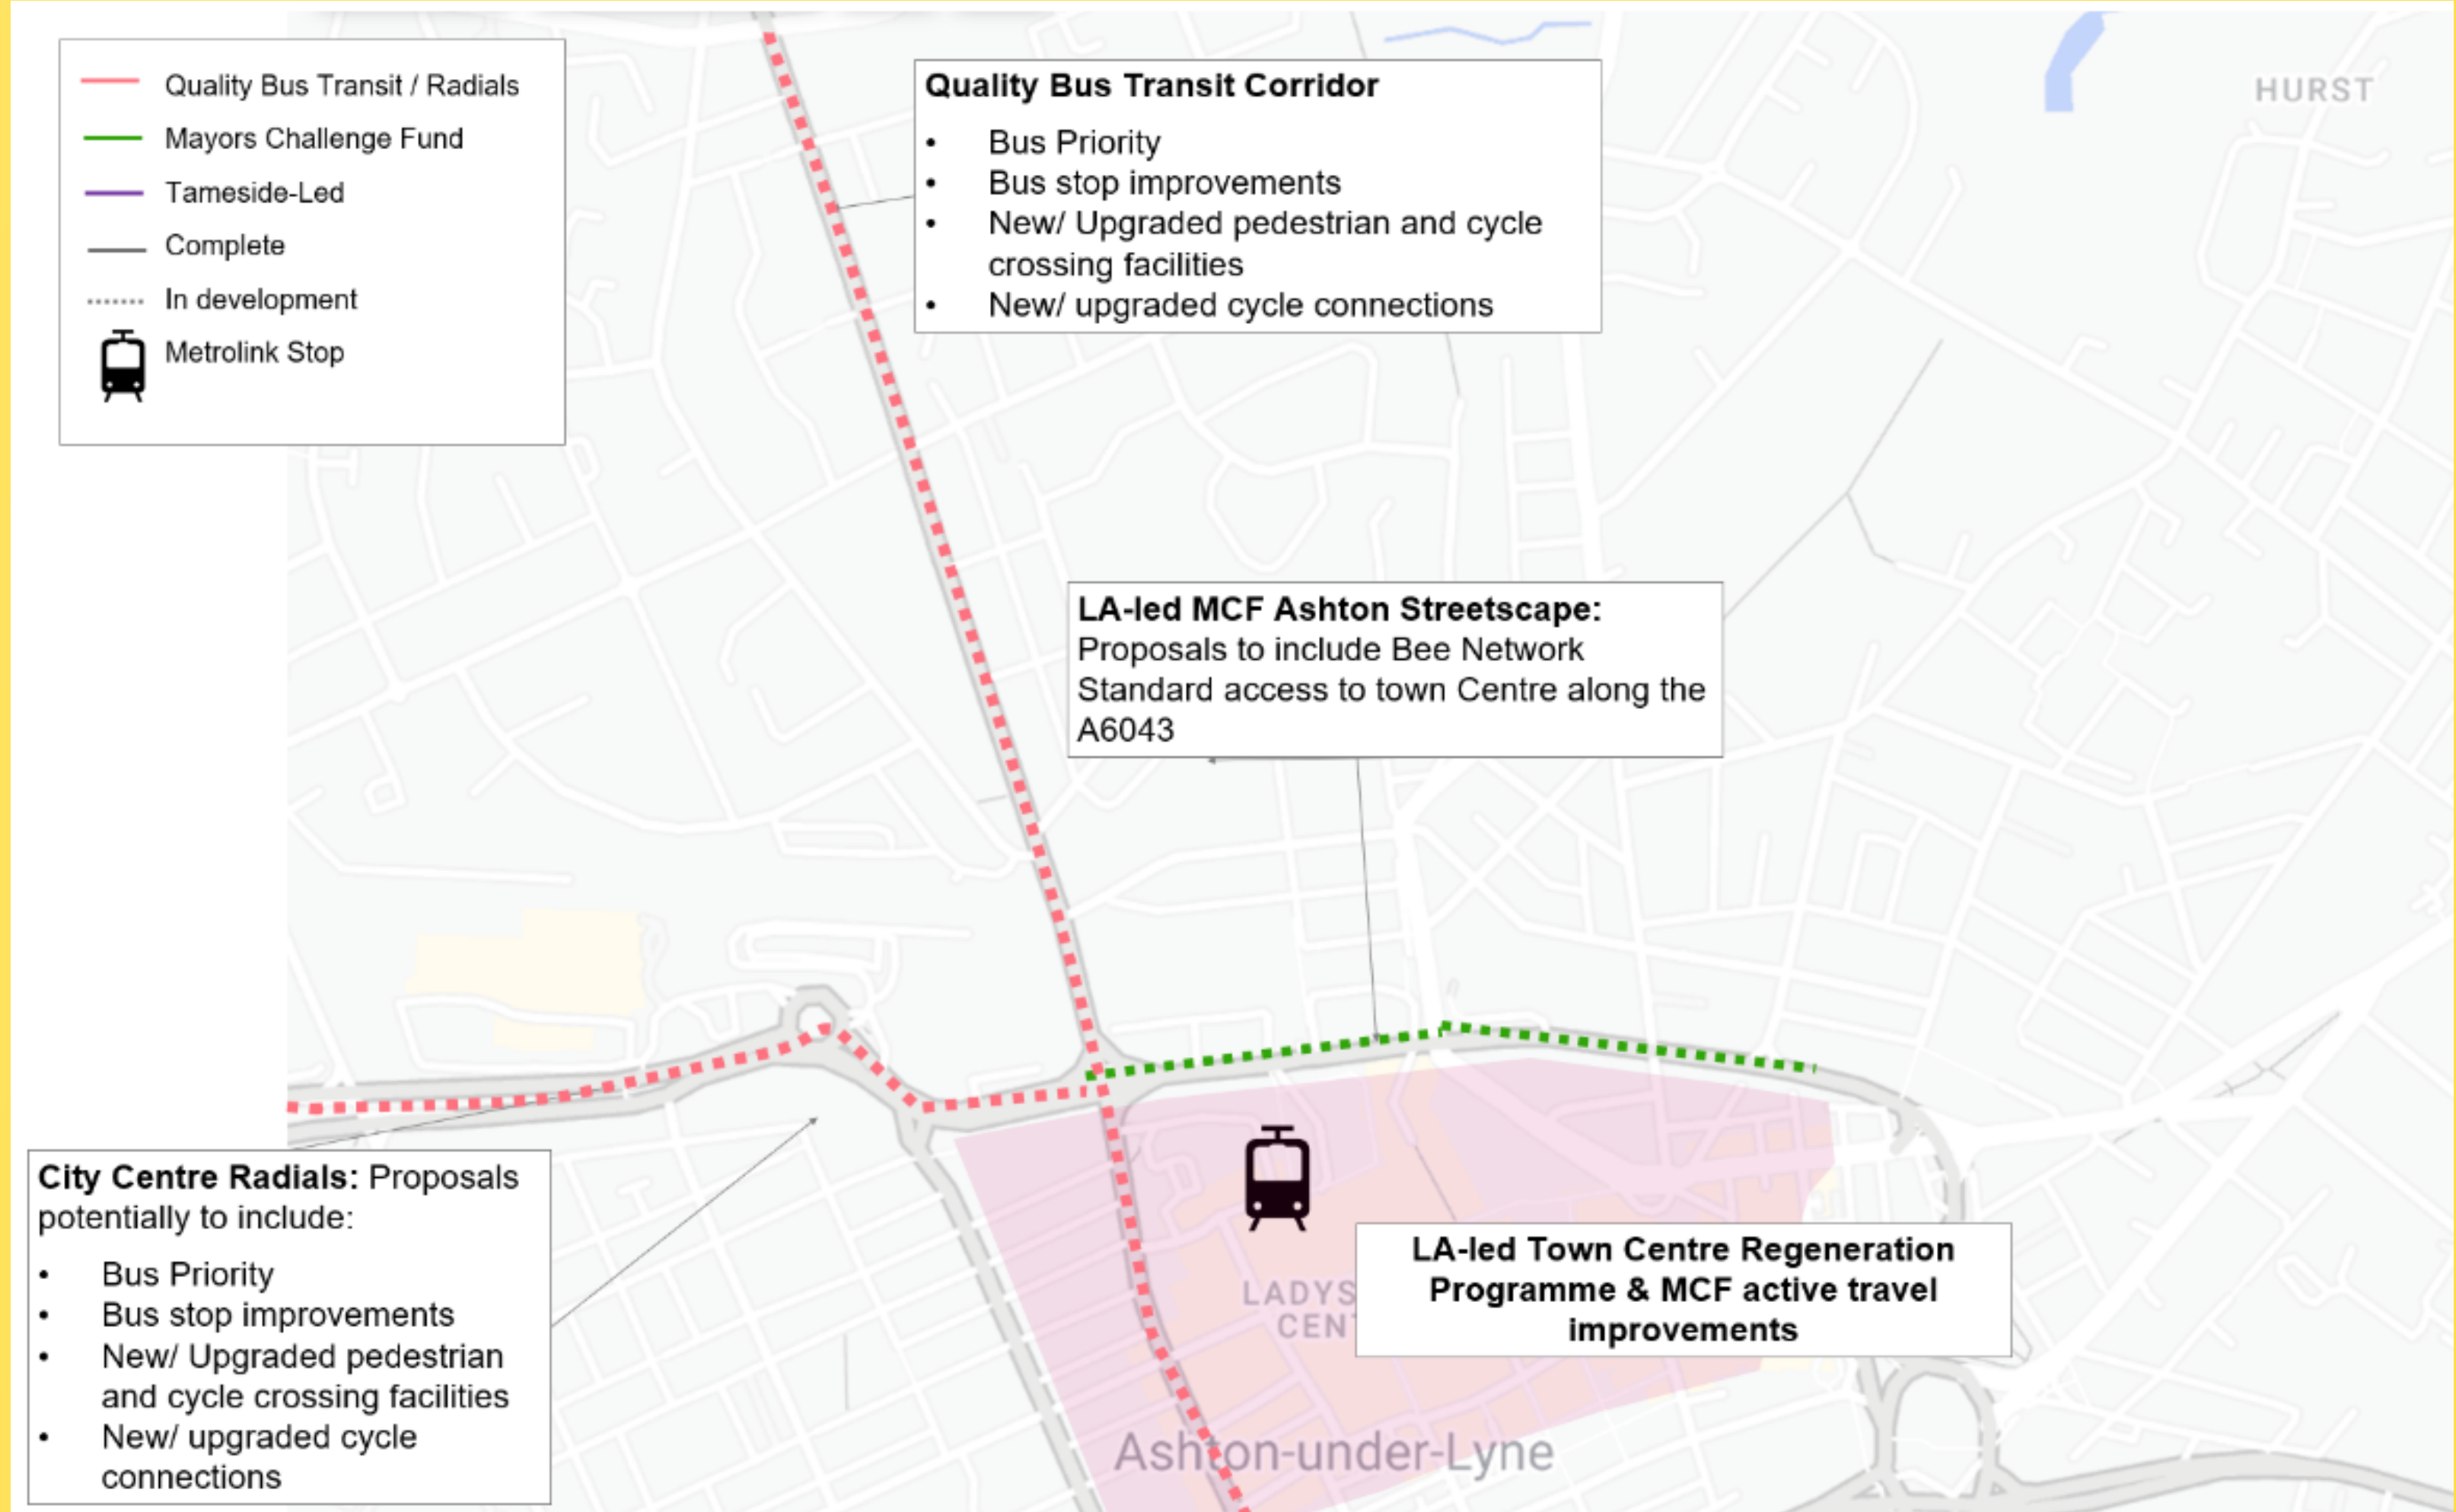 Quality Bus Transit / Radials
Mayors Challenge Fund
Tameside-Led
Complete
In development
Metrolink Stop
Quality Bus Transit Corridor
• Bus Priority
• Bus stop improvements
• New/ Upgraded pedestrian and cycle
crossing facilities
• New/ upgraded cycle connections
HURST
LA-led MCF Ashton Streetscape:
Proposals to include Bee Network
Standard access to town Centre along the
A6043
City Centre Radials: Proposals
potentially to include:
• Bus Priority
• Bus stop improvements
• New/ Upgraded pedestrian
and cycle crossing facilities
• New/ upgraded cycle
connections
LADYS
CENT
LA-led Town Centre Regeneration
Programme & MCF active travel
improvements
Ashton-under-Lyne